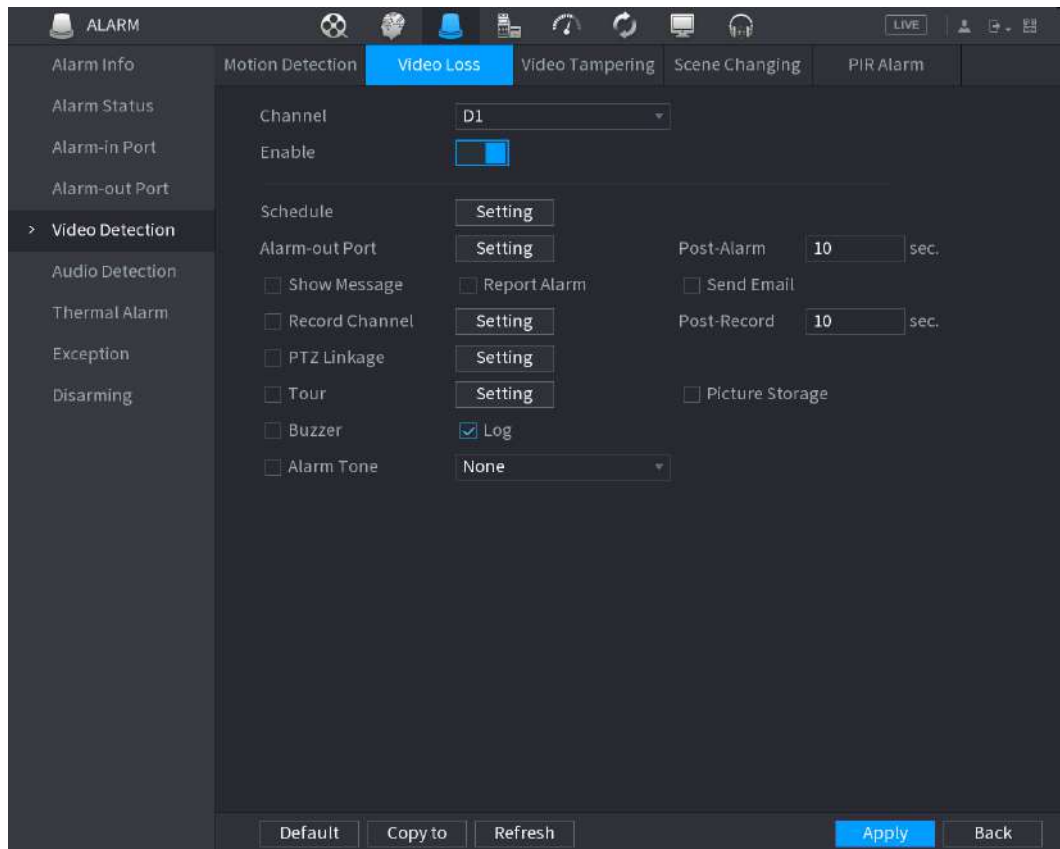 ALARM LIVE
Alarm Info Motion Detection Video Loss Video Tampering Scene Changing PIR Alarm
Alarm Status Channel D1
Alarm-in Port Enable
Alarm-out Port Schedule Setting
> Video Detection Alarm-out Port Setting Post-Alarm 10 sec.
Audio Detection Show Message Report Alarm Send Email
Thermal Alarm Record Channel Setting Post-Record 10 sec.
Exception PTZ Linkage Setting
Disarming Tour Setting Picture Storage
Buzzer Log
Alarm Tone None
Default Copy to Refresh Apply Back